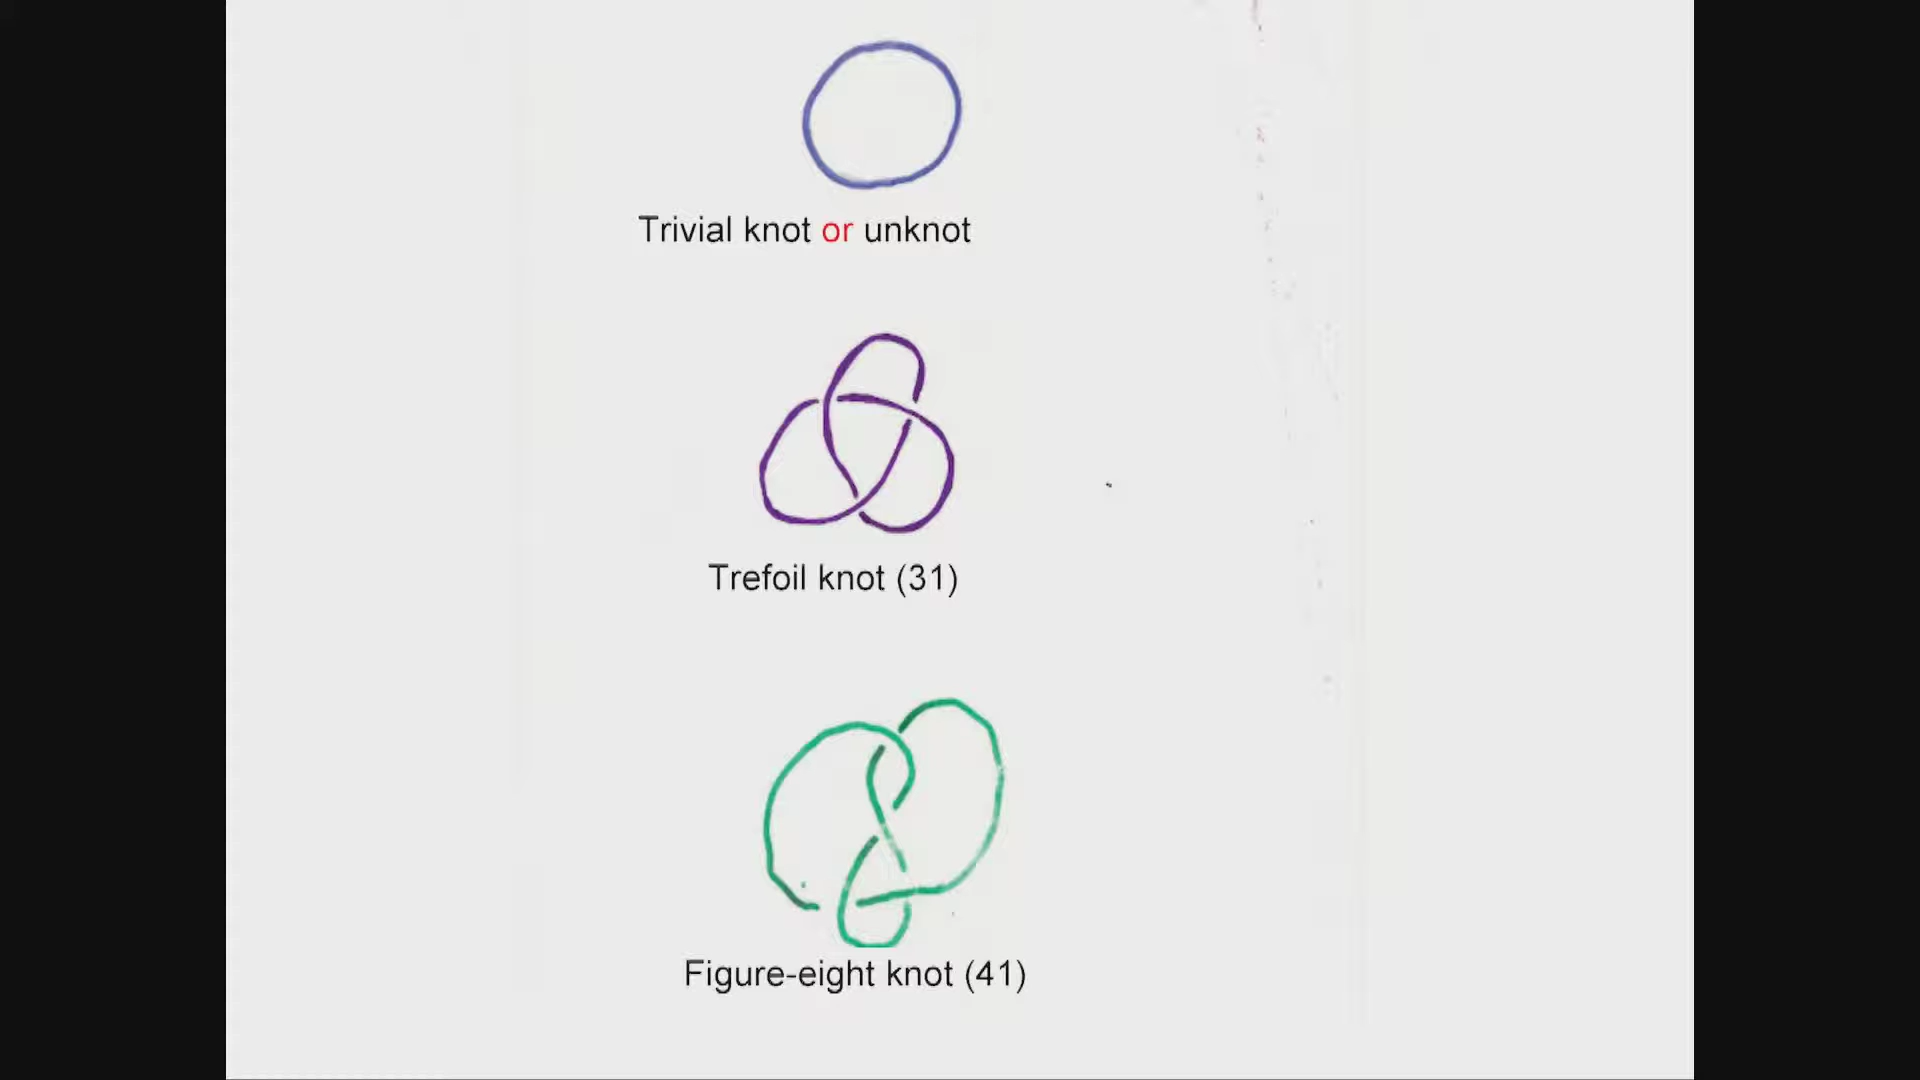 Trivial knot or unknot
Trefoil knot (31)
Figure-eight knot (41)